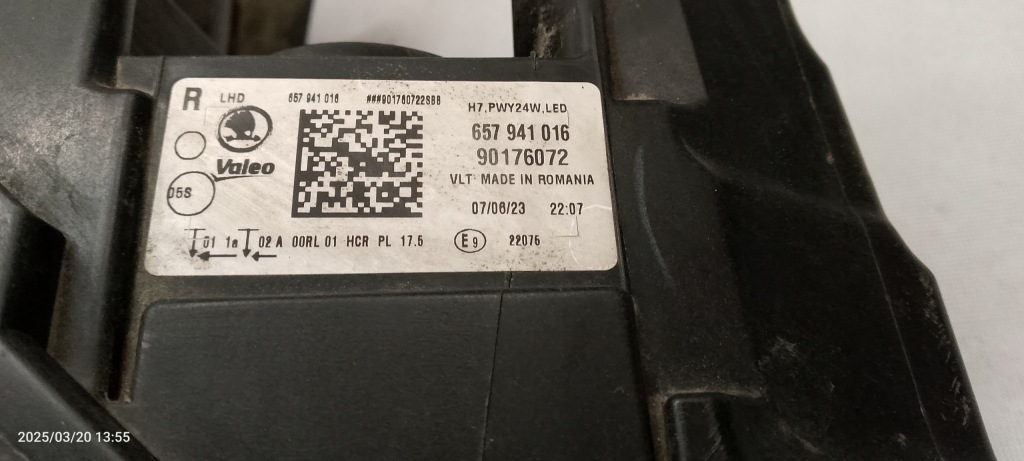 R LHD 657 941 016 ###90176072SBB H7,PWY24W,LED
657 941 016
Valeo 90176072
VLT MADE IN ROMANIA
05S
07/06/23 22:07
01 1a 02 A 00RL 01 HCR PL 17.5 E9 22075
2025/03/20 13:55